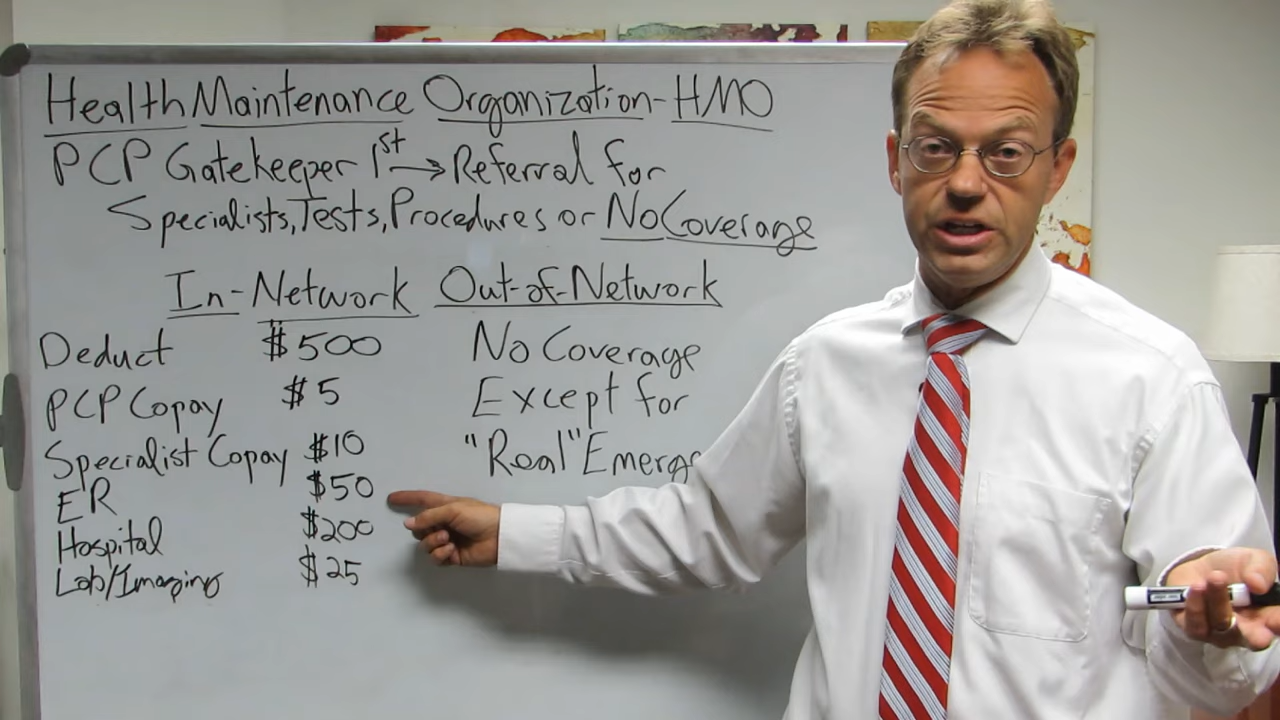 Health Maintenance Organization-HMO
PCP Gatekeeper 1st → Referral for
Specialists, Tests, Procedures or No Coverage
In-Network Out-of-Network
Deduct $500 No Coverage
PCP Copay $5 Except for
Specialist Copay $10 "Real" Emerge
ER $50
Hospital $200
Lab/Imaging $25